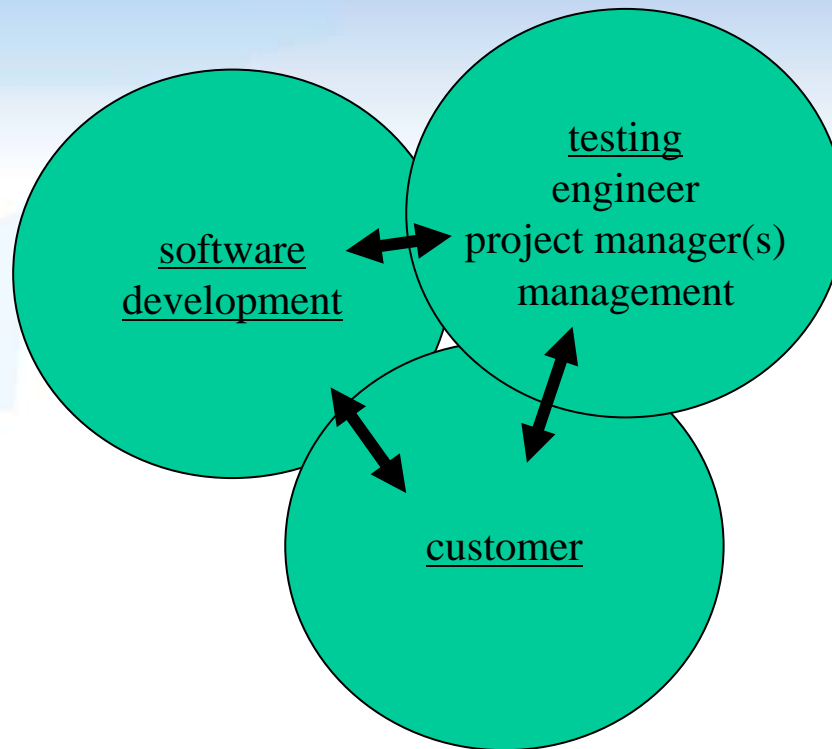 testing
engineer
project manager(s)
management
software
development
customer